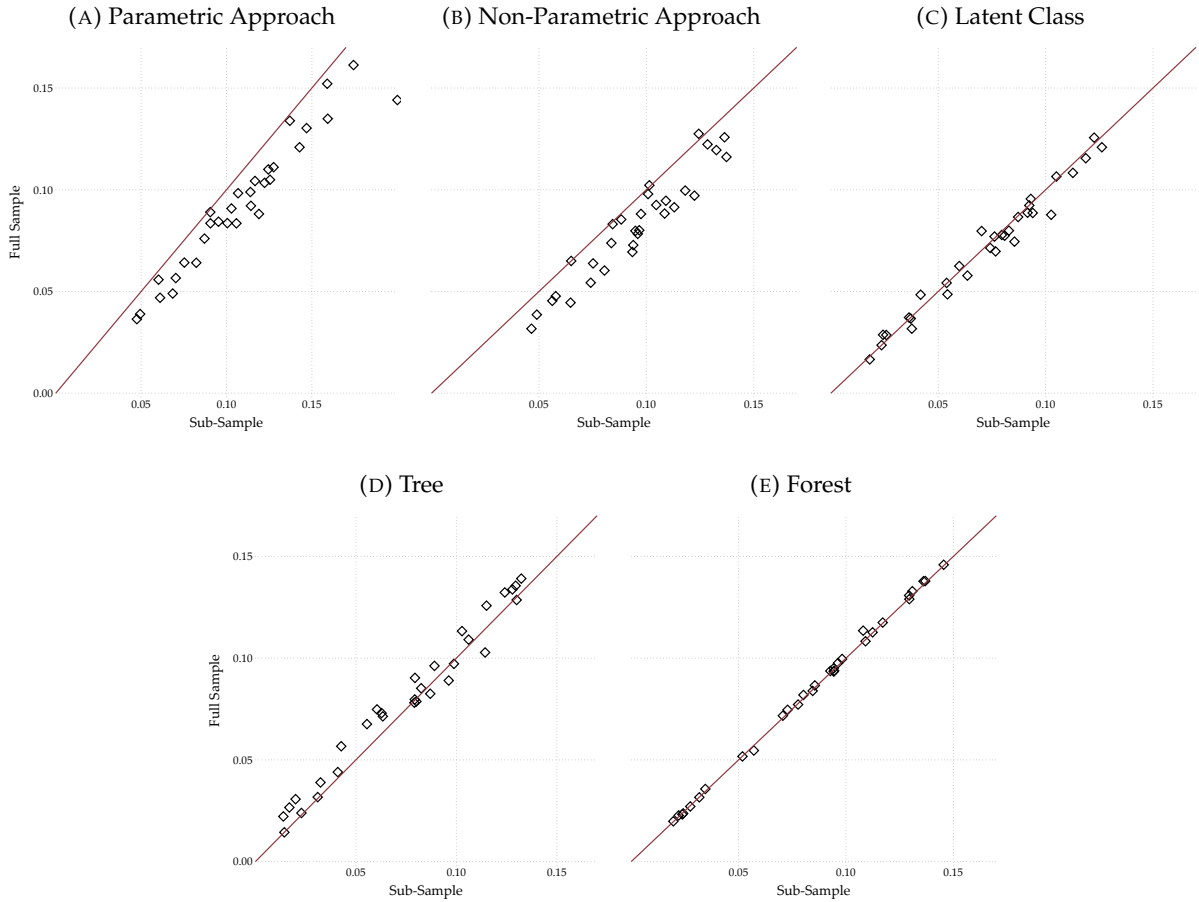 (A) Parametric Approach
(B) Non-Parametric Approach
(C) Latent Class
Full Sample
0.15
0.10
0.05
0.00
0.05 0.10 0.15
Sub-Sample
0.05 0.10 0.15
Sub-Sample
0.05 0.10 0.15
Sub-Sample
(D) Tree
(E) Forest
Full Sample
0.15
0.10
0.05
0.00
0.05 0.10 0.15
Sub-Sample
0.05 0.10 0.15
Sub-Sample